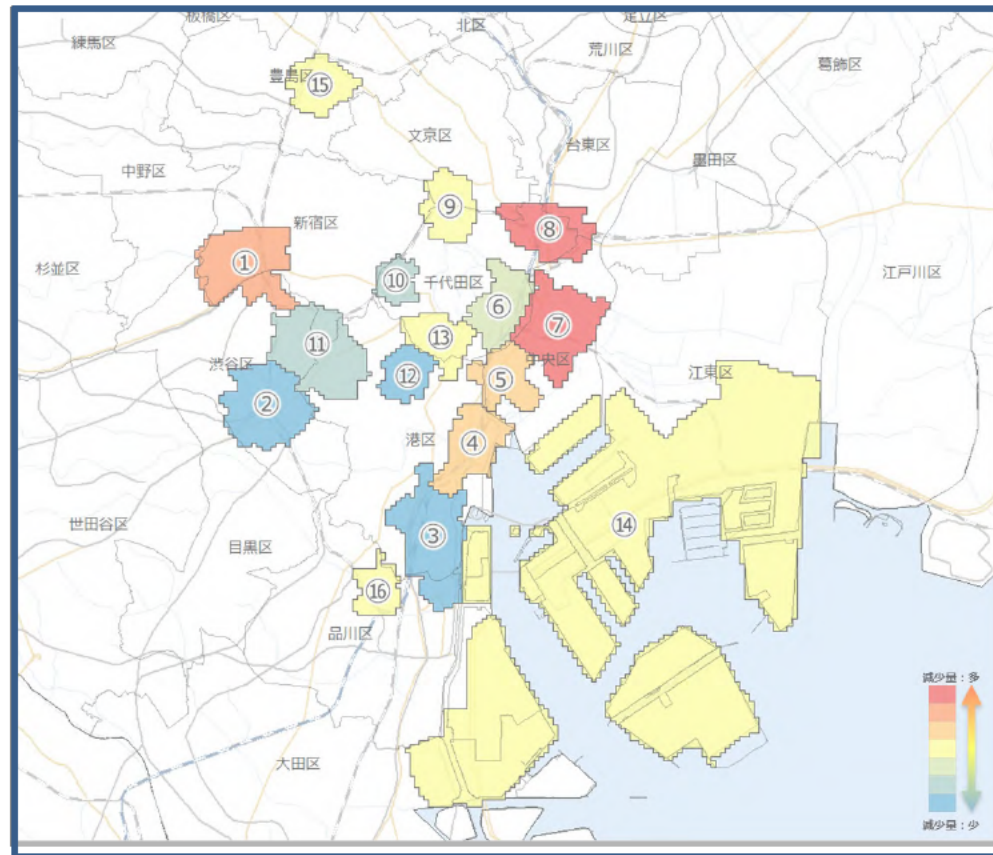 板橋区
北区
足立区
練馬区
荒川区
葛飾区
豊島区
⑮
文京区
台東区
墨田区
中野区
⑨
新宿区
⑧
①
杉並区
⑩
千代田区
江戸川区
⑥
⑦
⑬
⑪
中央区
渋谷区
⑫
⑤
江東区
②
港区
④
世田谷区
⑭
③
目黒区
⑯
品川区
減少量：多
大田区
減少量：少